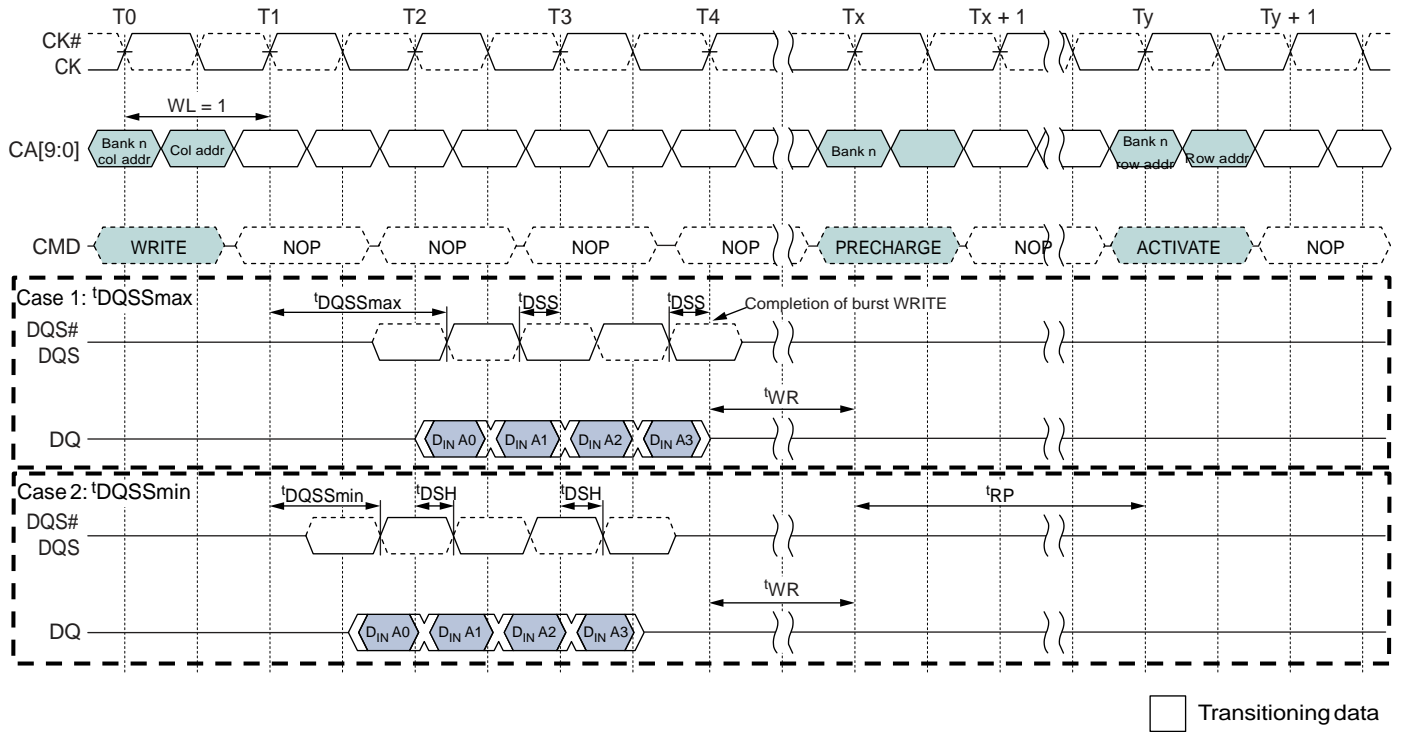 T0 T1 T2 T3 T4 Tx Tx + 1 Ty Ty + 1
CK#
CK
WL = 1
CA[9:0] Bank n col addr Col addr Bank n Bank n row addr Row addr
CMD WRITE NOP NOP NOP NOP PRECHARGE NOP ACTIVATE NOP
Case 1: tDQSSmax
tDQSSmax tDSS tDSS Completion of burst WRITE
DQS#
DQS
tWR
DQ DIN A0 DIN A1 DIN A2 DIN A3
Case 2: tDQSSmin
tDQSSmin tDSH tDSH tRP
DQS#
DQS
tWR
DQ DIN A0 DIN A1 DIN A2 DIN A3
Transitioning data